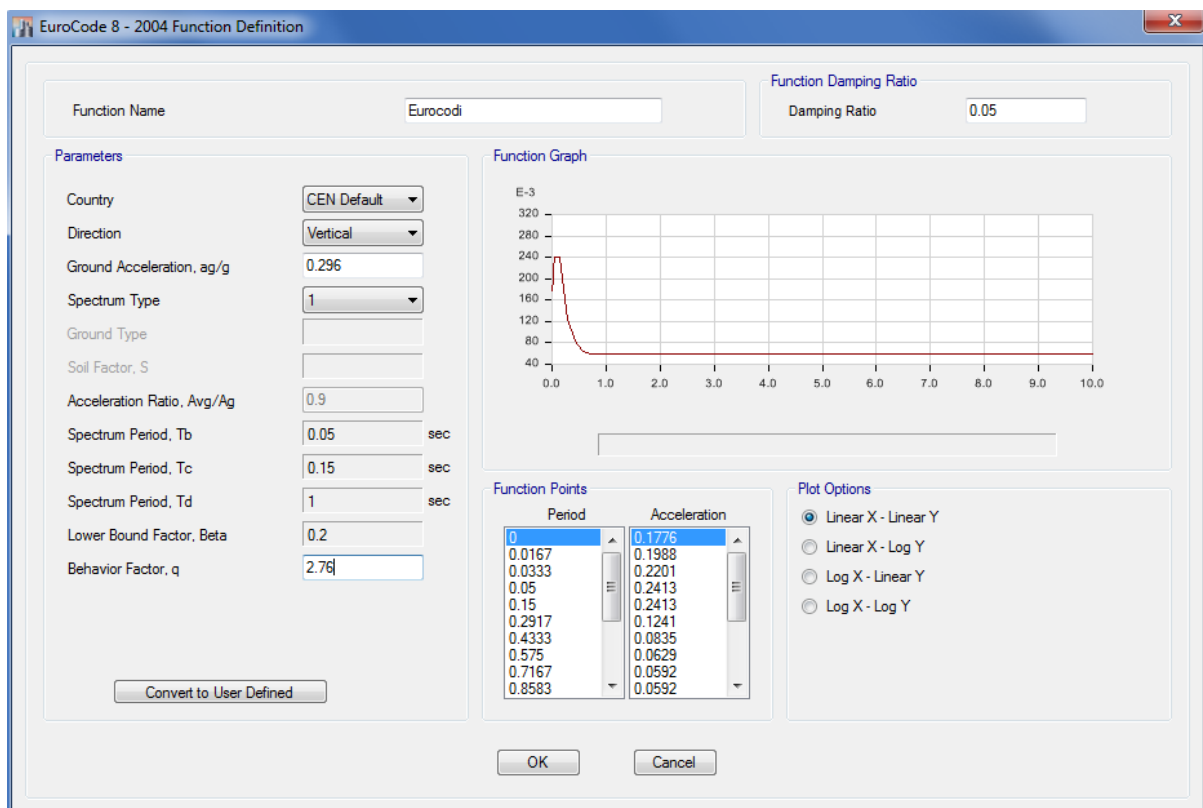 EuroCode 8 - 2004 Function Definition
x
Function Name
Eurocodi
Function Damping Ratio
Damping Ratio
0.05
Parameters
Country
CEN Default
Direction
Vertical
Ground Acceleration, ag/g
0.296
Spectrum Type
1
Ground Type
Soil Factor, S
Acceleration Ratio, Avg/Ag
0.9
Spectrum Period, Tb
0.05
sec
Spectrum Period, Tc
0.15
sec
Spectrum Period, Td
1
sec
Lower Bound Factor, Beta
0.2
Behavior Factor, q
2.76
Convert to User Defined
Function Graph
E-3
320
280
240
200
160
120
80
40
0.0 1.0 2.0 3.0 4.0 5.0 6.0 7.0 8.0 9.0 10.0
Function Points
Period Acceleration
0 0.1776
0.0167 0.1988
0.0333 0.2201
0.05 0.2413
0.15 0.2413
0.2917 0.1241
0.4333 0.0835
0.575 0.0629
0.7167 0.0592
0.8583 0.0592
Plot Options
Linear X - Linear Y
Linear X - Log Y
Log X - Linear Y
Log X - Log Y
OK
Cancel